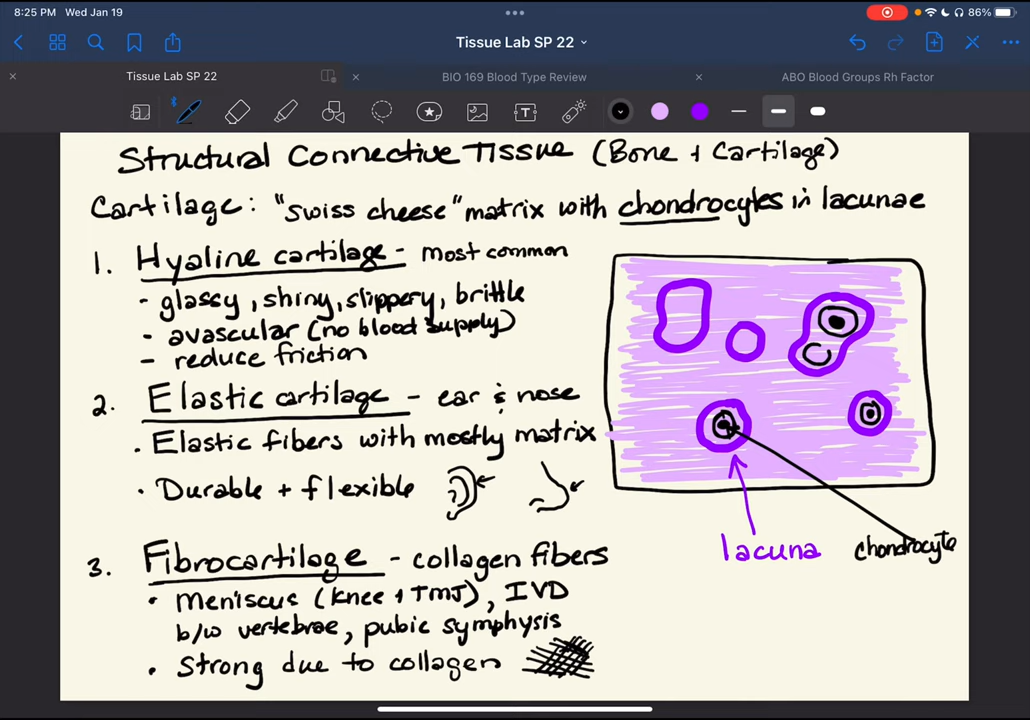 8:25 PM Wed Jan 19
86%
Tissue Lab SP 22
Tissue Lab SP 22
BIO 169 Blood Type Review
ABO Blood Groups Rh Factor
T
Structural Connective Tissue (Bone + Cartilage)
Cartilage: "swiss cheese" matrix with chondrocytes in lacunae
1. Hyaline cartilage - most common
- glassy, shiny, slippery, brittle
- avascular (no blood supply)
- reduce friction
2. Elastic cartilage - ear & nose
· Elastic fibers with mostly matrix
· Durable + flexible
3. Fibrocartilage - collagen fibers
· Meniscus (knee + TMJ), IVD
b/w vertebrae, pubic symphysis
· Strong due to collagen
lacuna
chondrocyte